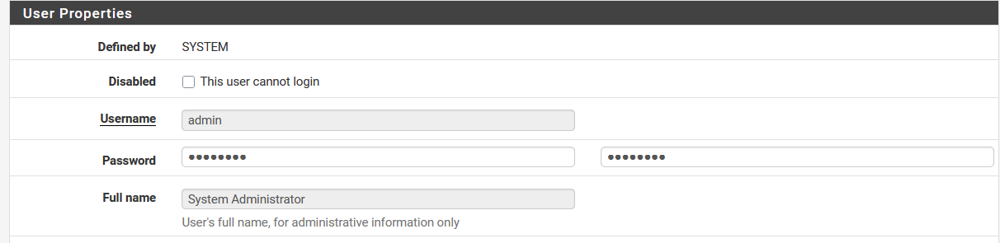 User Properties
Defined by SYSTEM
Disabled This user cannot login
Username admin
Password •••••••• ••••••••
Full name System Administrator
User's full name, for administrative information only